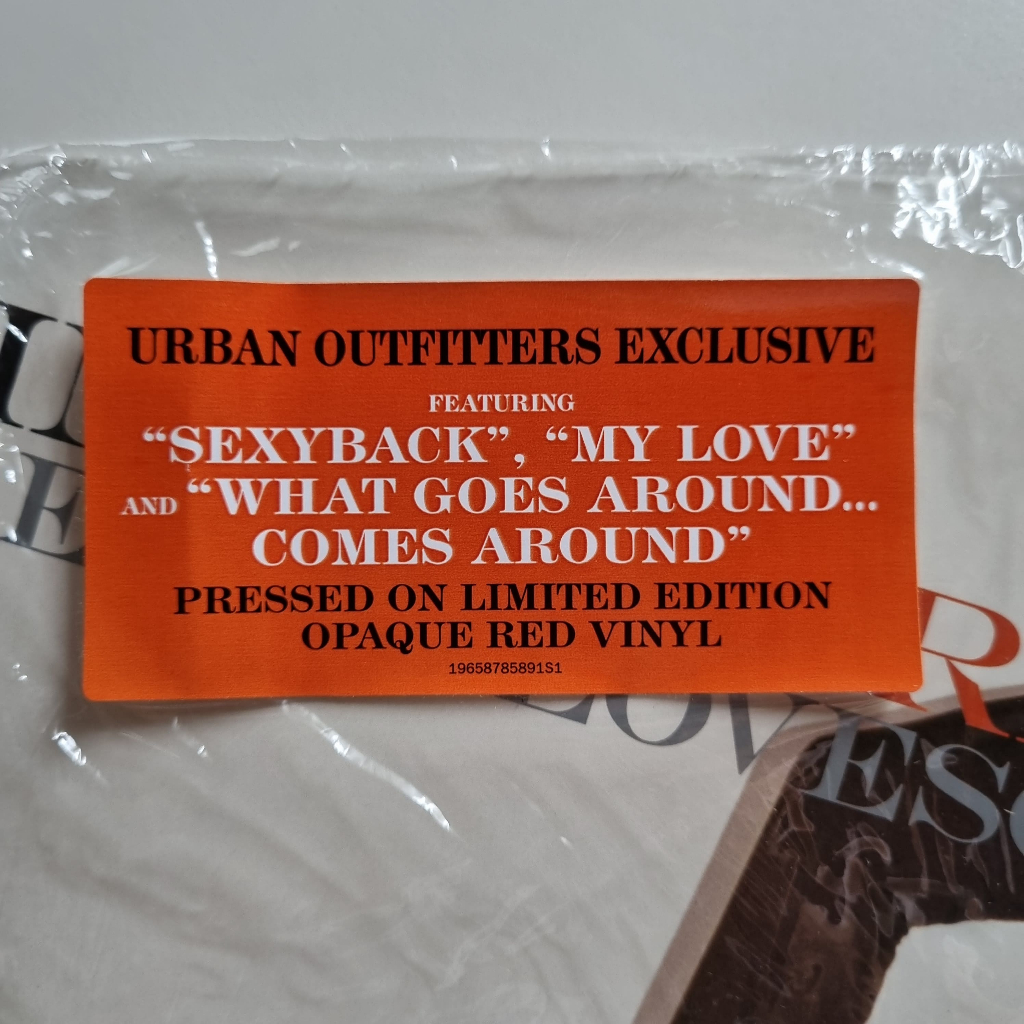 URBAN OUTFITTERS EXCLUSIVE
FEATURING
“SEXYBACK”, “MY LOVE”
AND “WHAT GOES AROUND...
COMES AROUND”
PRESSED ON LIMITED EDITION
OPAQUE RED VINYL
19658785891S1